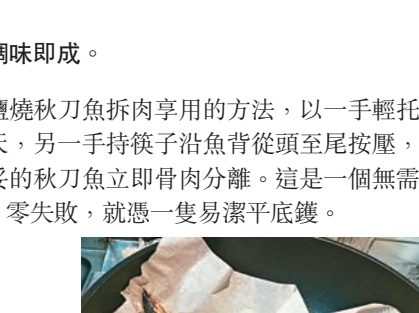 調味即成。
鹽燒秋刀魚拆肉享用的方法，以一手輕托
天，另一手持筷子沿魚背從頭至尾按壓，
妥的秋刀魚立即骨肉分離。這是一個無需
零失敗，就憑一隻易潔平底鑊。